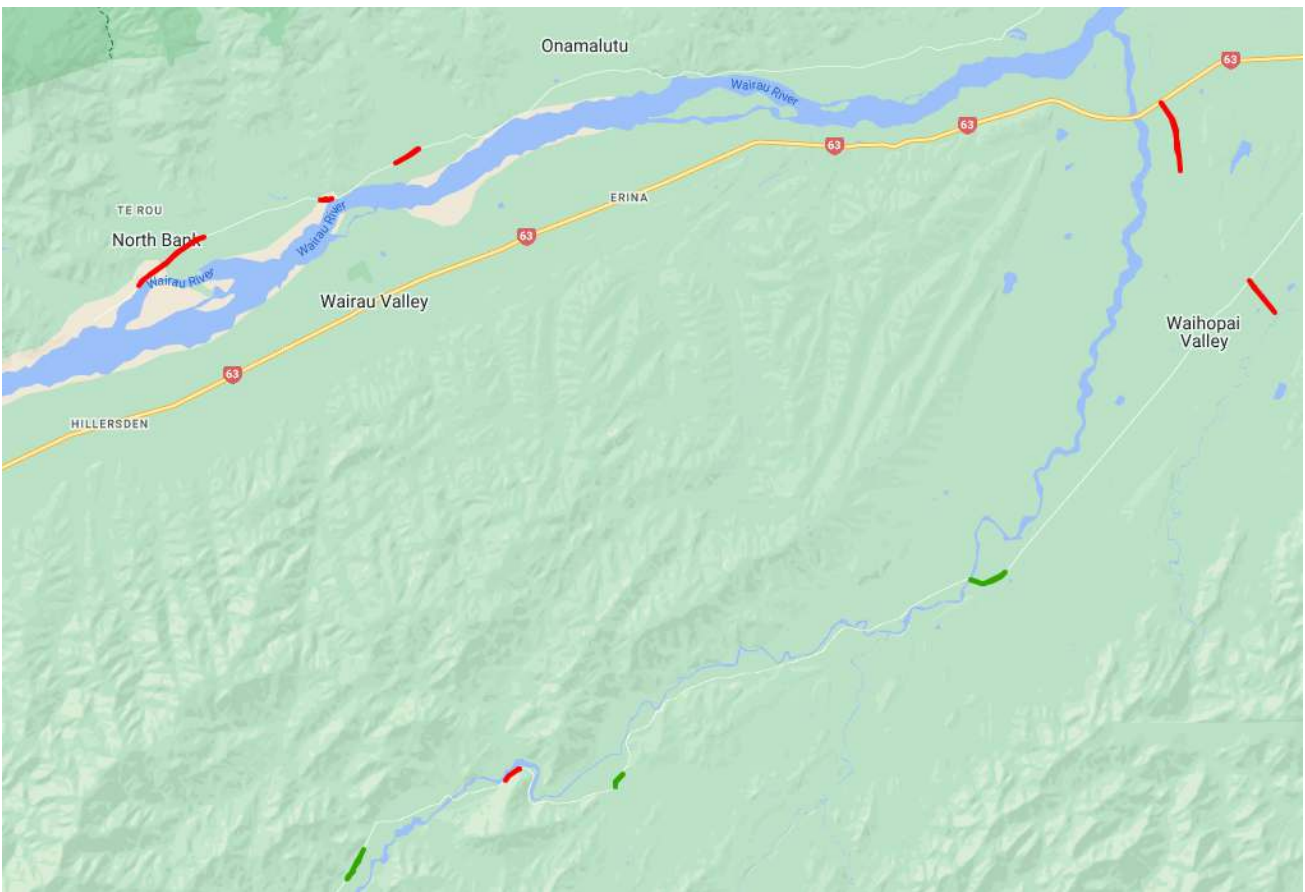 Onamalutu
63
Wairau River
63
63
ERINA
TE ROU
North Bank
Wairau River
63
Wairau River
Wairau Valley
Waihopai
Valley
63
HILLERSDEN